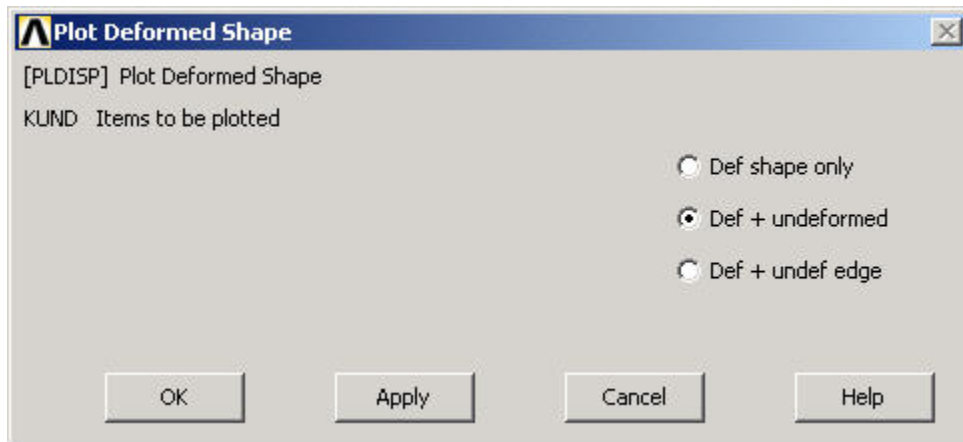 Plot Deformed Shape
[PLDISP] Plot Deformed Shape
KUND Items to be plotted
Def shape only
Def + undeformed
Def + undef edge
OK Apply Cancel Help